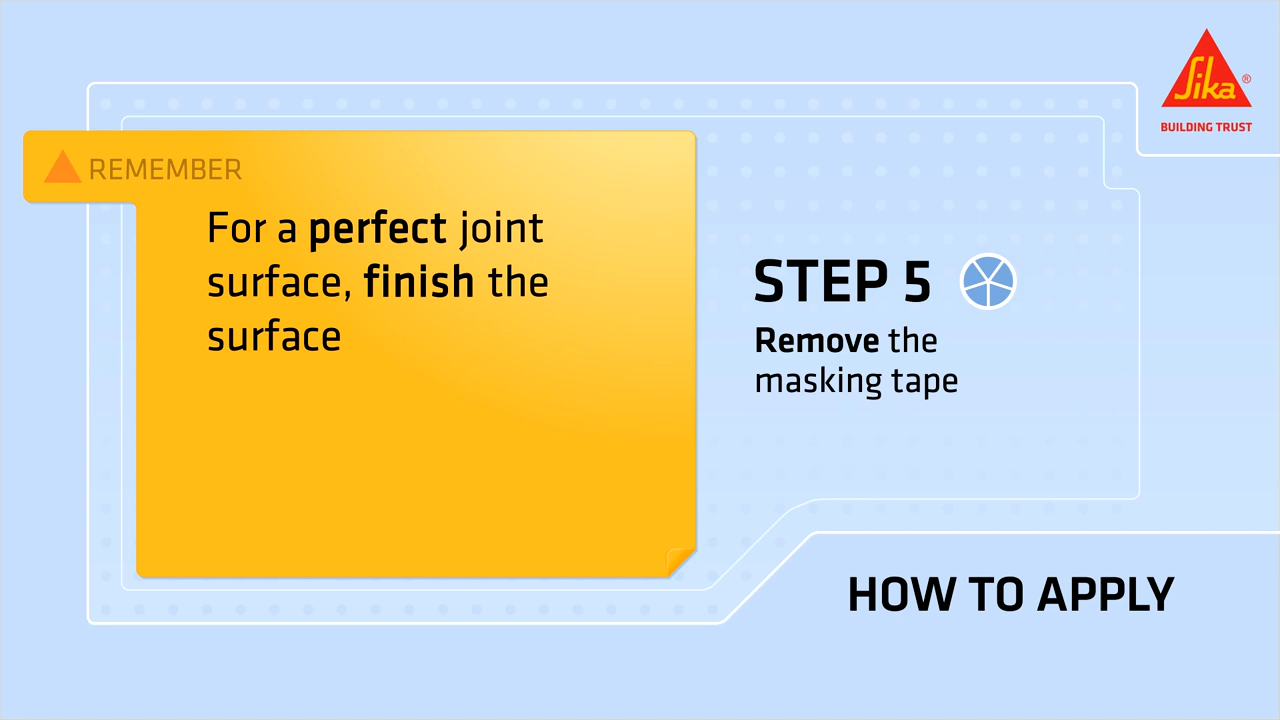 Sika®
BUILDING TRUST
REMEMBER
For a perfect joint
surface, finish the
surface
STEP 5
Remove the
masking tape
HOW TO APPLY